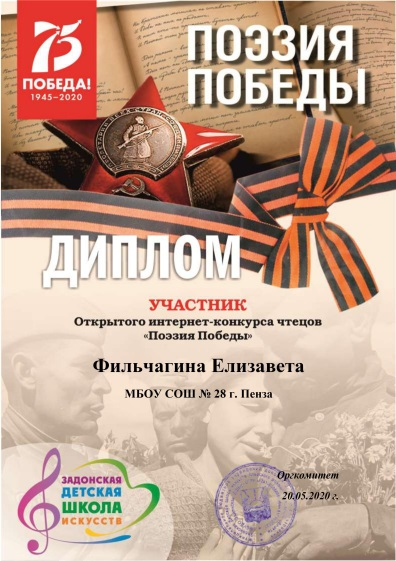 75
ПОБЕДА!
1945–2020
ПОЭЗИЯ
ПОБЕДЫ
ДИПЛОМ
УЧАСТНИК
Открытого интернет-конкурса чтецов
«Поэзия Победы»
Фильчагина Елизавета
МБОУ СОШ № 28 г. Пенза
ЗАДОНСКАЯ
ДЕТСКАЯ
ШКОЛА
ИСКУССТВ
Оргкомитет
20.05.2020 г.